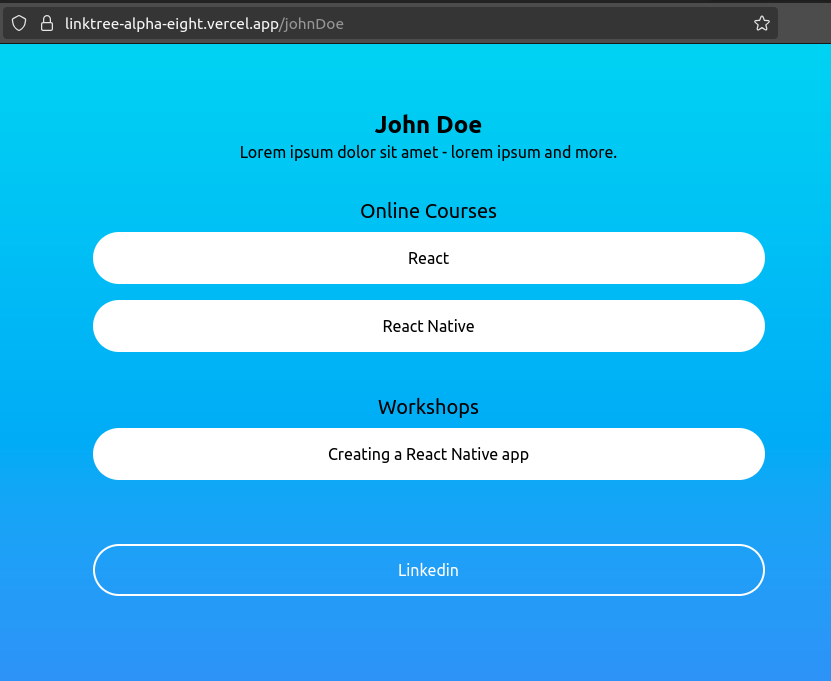 linktree-alpha-eight.vercel.app/johnDoe
John Doe
Lorem ipsum dolor sit amet - lorem ipsum and more.
Online Courses
React
React Native
Workshops
Creating a React Native app
Linkedin